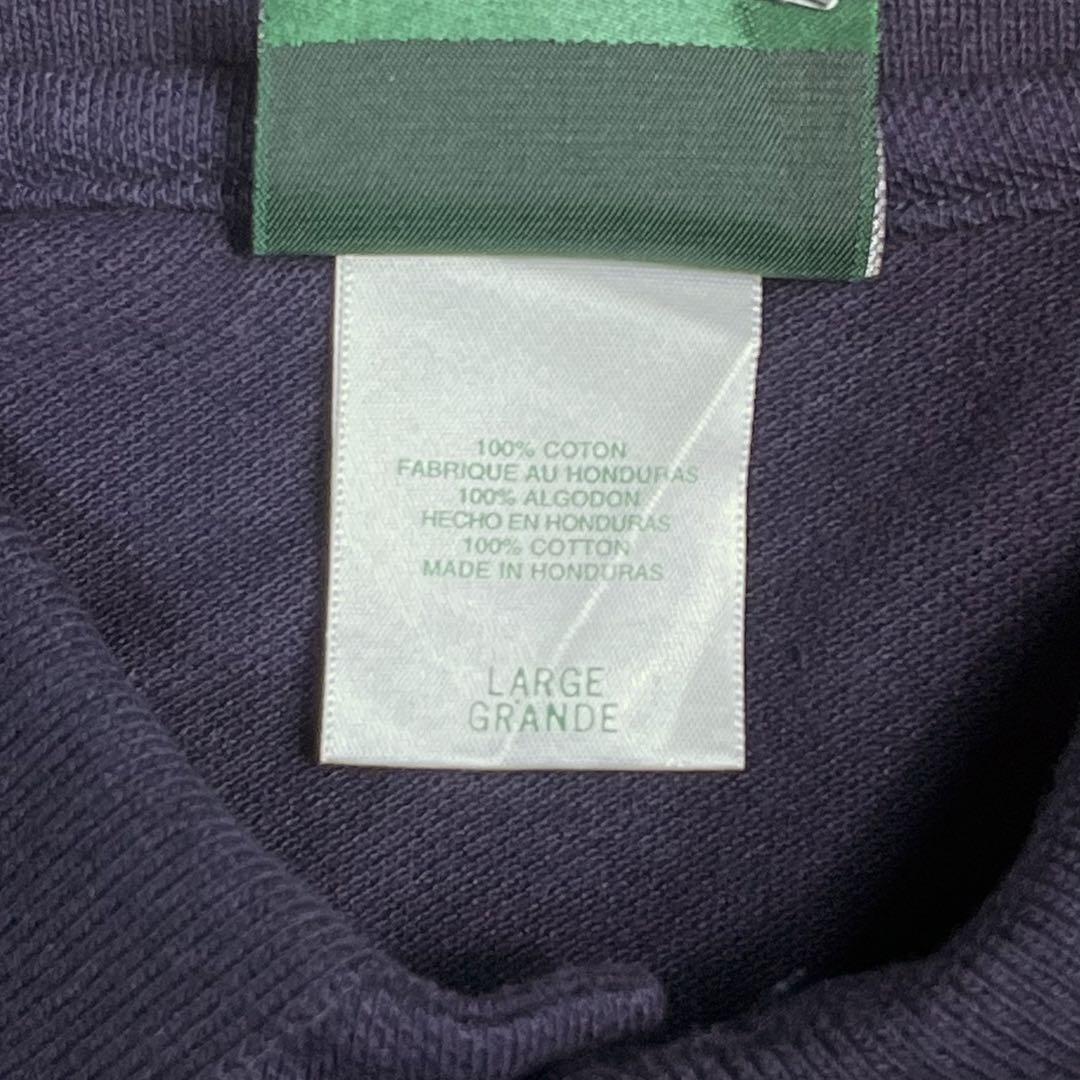 100% COTON
FABRIQUE AU HONDURAS
100% ALGODON
HECHO EN HONDURAS
100% COTTON
MADE IN HONDURAS
LARGE
GRANDE